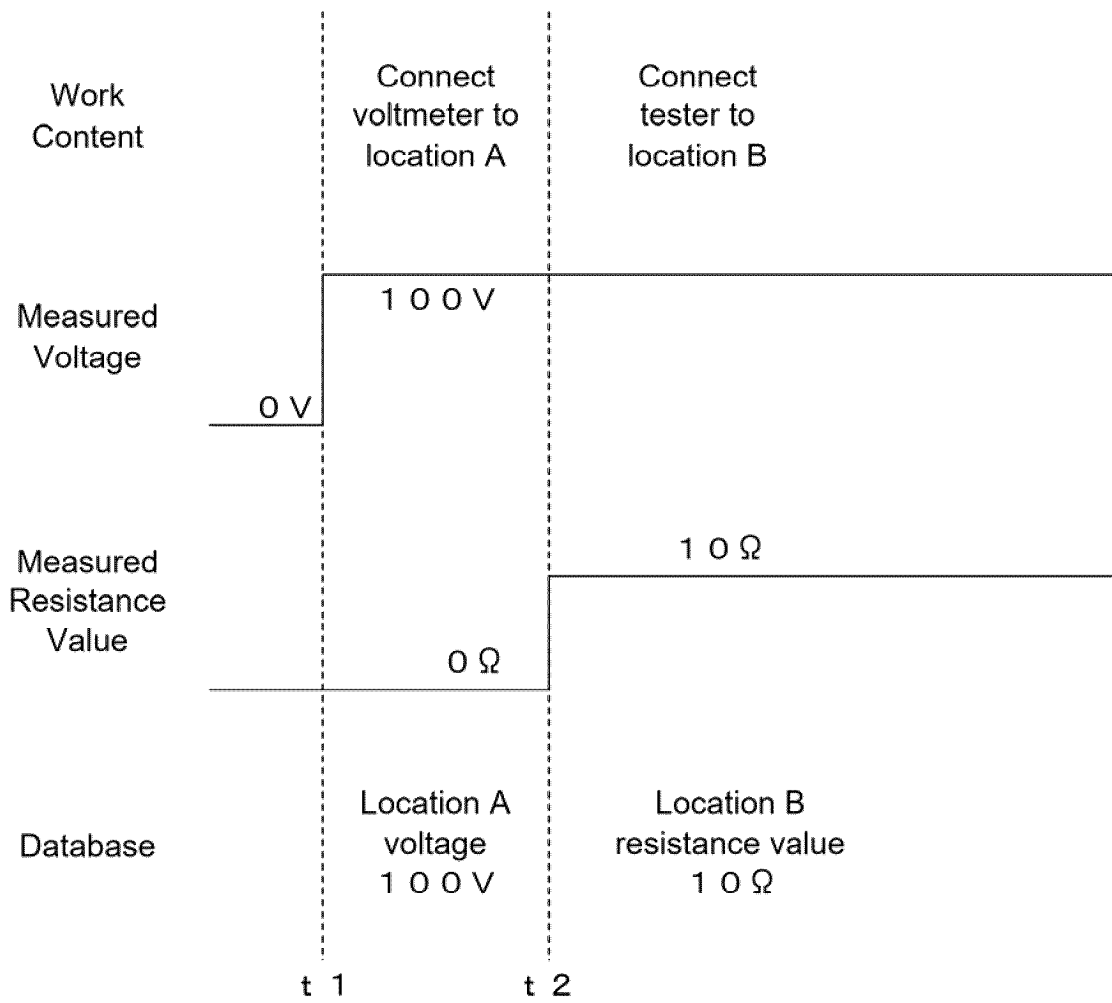 Work
Content
Connect
voltmeter to
location A
Connect
tester to
location B
Measured
Voltage
100V
0V
Measured
Resistance
Value
10Ω
0Ω
Database
Location A
voltage
100V
Location B
resistance value
10Ω
t1
t2